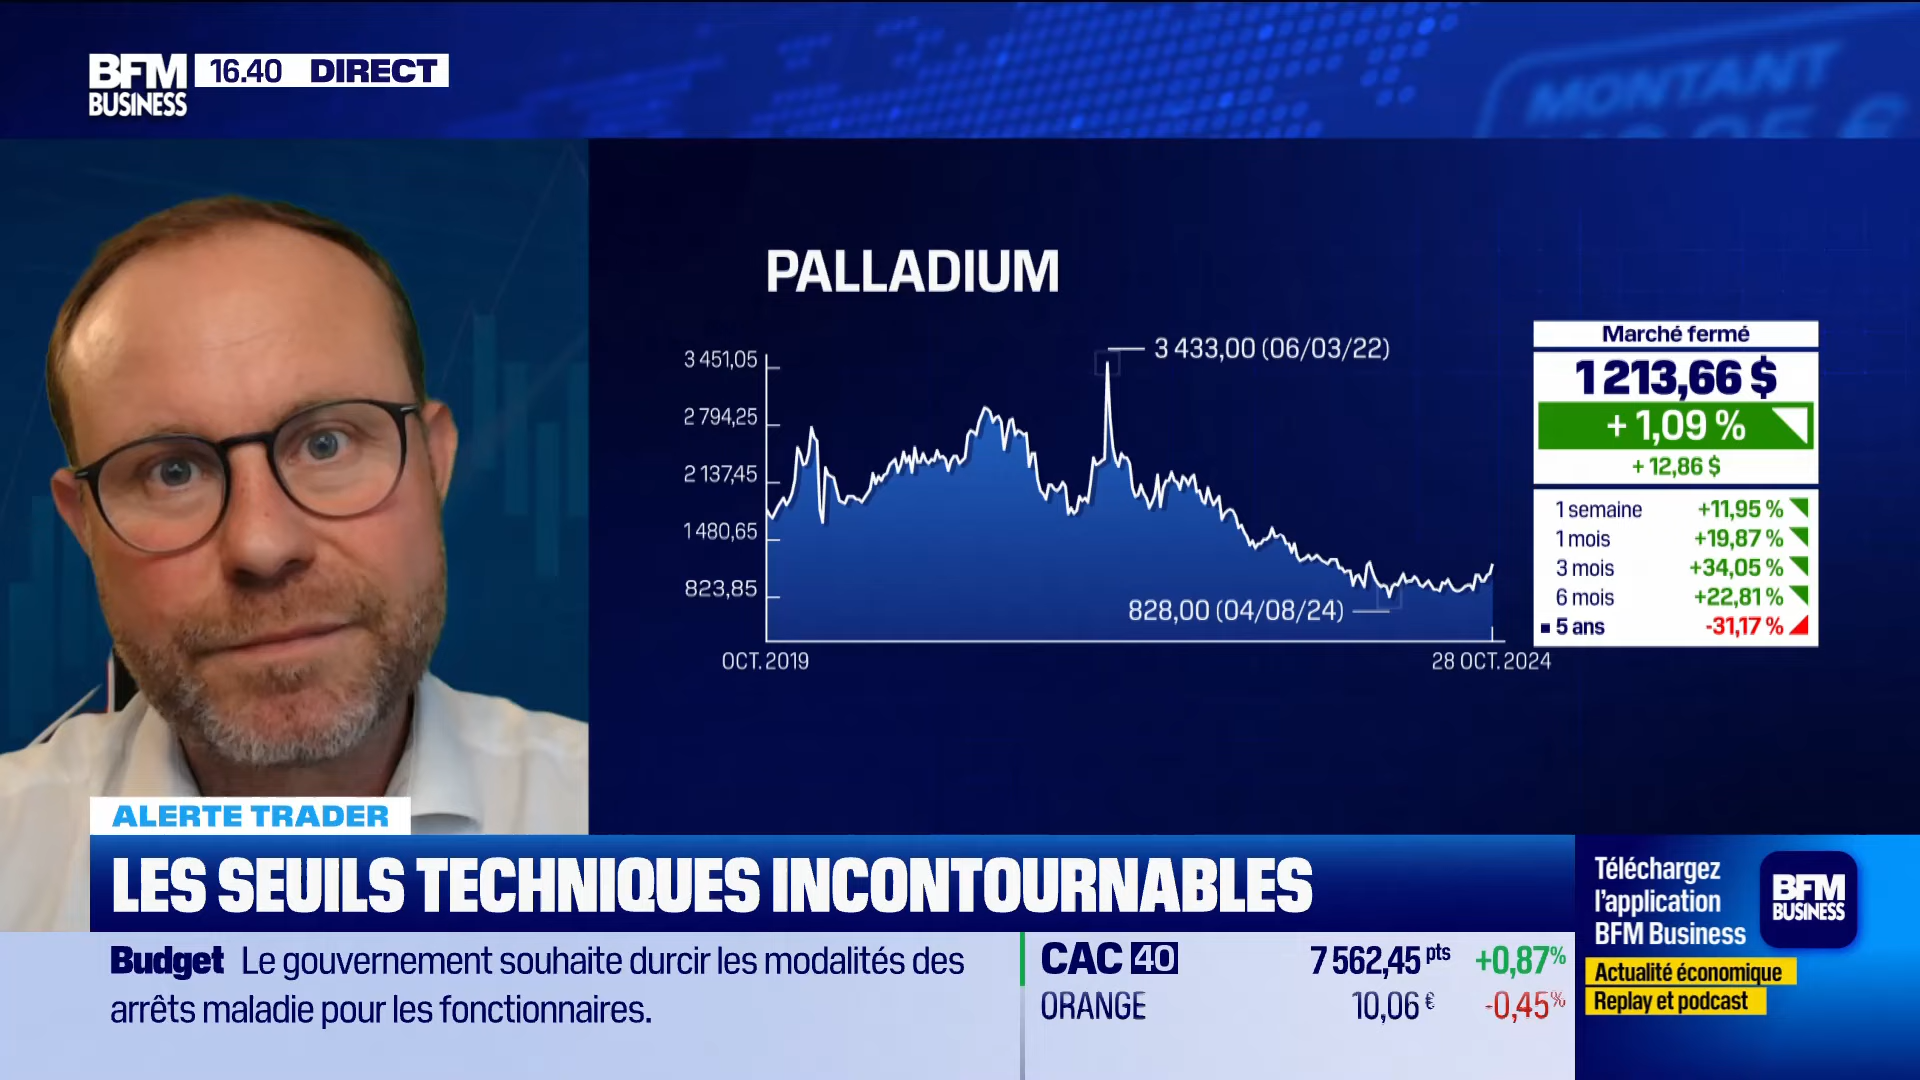 BFM
BUSINESS
16.40 DIRECT
MONTANT
PALLADIUM
3 451,05
2 794,25
2 137,45
1 480,65
823,85
3 433,00 (06/03/22)
828,00 (04/08/24)
OCT. 2019
28 OCT. 2024
Marché fermé
1 213,66 $
+ 1,09 %
+ 12,86 $
1 semaine +11,95 %
1 mois +19,87 %
3 mois +34,05 %
6 mois +22,81 %
5 ans -31,17 %
ALERTE TRADER
LES SEUILS TECHNIQUES INCONTOURNABLES
Budget Le gouvernement souhaite durcir les modalités des
arrêts maladie pour les fonctionnaires.
CAC 40 7 562,45 pts +0,87%
ORANGE 10,06 € -0,45%
Téléchargez
l'application
BFM Business
BFM
BUSINESS
Actualité économique
Replay et podcast